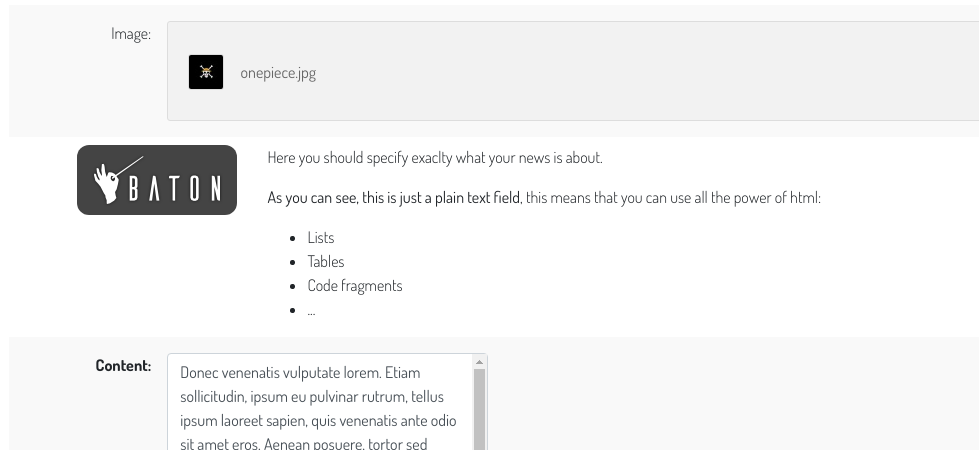 Image:
onepiece.jpg
BATON
Here you should specify exaclty what your news is about.
As you can see, this is just a plain text field, this means that you can use all the power of html:
Lists
Tables
Code fragments
...
Content:
Donec venenatis vulputate lorem. Etiam
sollicitudin, ipsum eu pulvinar rutrum, tellus
ipsum laoreet sapien, quis venenatis ante odio
sit amet eros. Aenean posuere, tortor sed